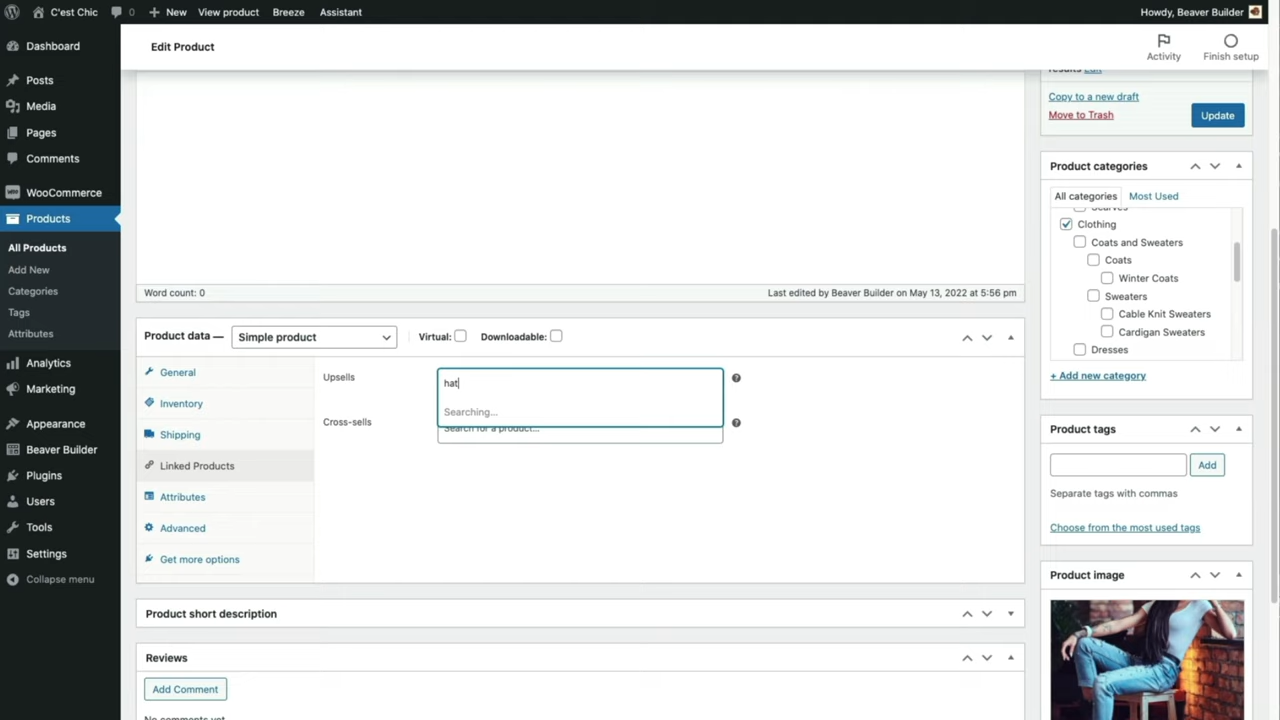 C'est Chic
0
New
View product
Breeze
Assistant
Howdy, Beaver Builder
Dashboard
Posts
Media
Pages
Comments
WooCommerce
Products
All Products
Add New
Categories
Tags
Attributes
Analytics
Marketing
Appearance
Beaver Builder
Plugins
Users
Tools
Settings
Collapse menu
Edit Product
Activity
Finish setup
Word count: 0
Last edited by Beaver Builder on May 13, 2022 at 5:56 pm
Product data —
Simple product
Virtual:
Downloadable:
General
Inventory
Shipping
Linked Products
Attributes
Advanced
Get more options
Upsells
hat
Searching...
Cross-sells
Search for a product...
Product short description
Reviews
Add Comment
No comments yet
results Edit
Copy to a new draft
Move to Trash
Update
Product categories
All categories
Most Used
Scarves
Clothing
Coats and Sweaters
Coats
Winter Coats
Sweaters
Cable Knit Sweaters
Cardigan Sweaters
Dresses
+ Add new category
Product tags
Add
Separate tags with commas
Choose from the most used tags
Product image